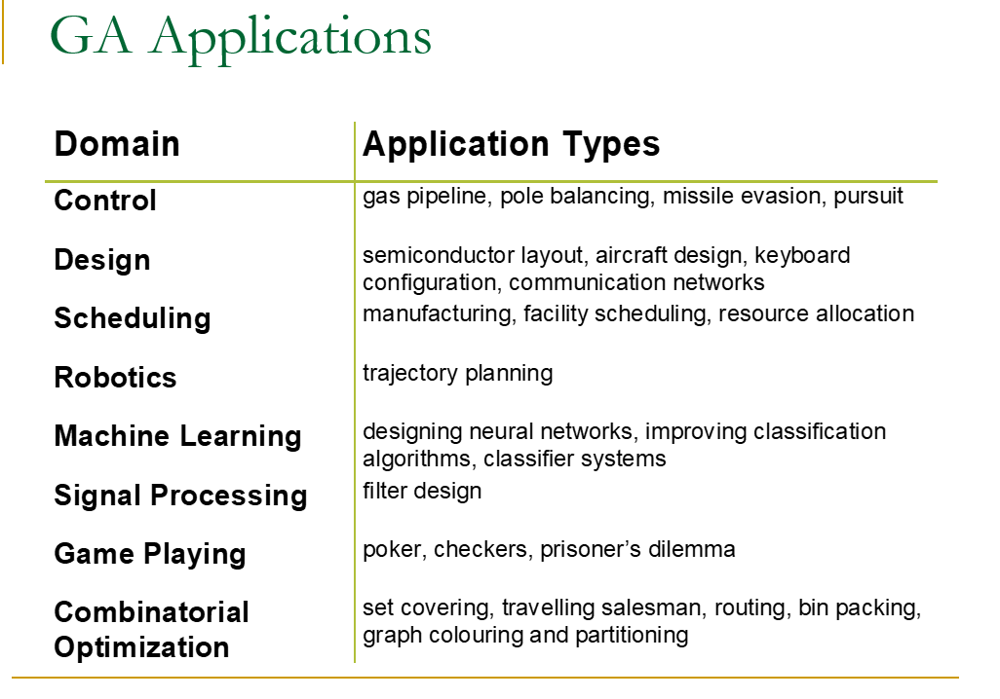 GA Applications
Domain
Application Types
Control
gas pipeline, pole balancing, missile evasion, pursuit
Design
semiconductor layout, aircraft design, keyboard
configuration, communication networks
Scheduling
manufacturing, facility scheduling, resource allocation
Robotics
trajectory planning
Machine Learning
designing neural networks, improving classification
algorithms, classifier systems
Signal Processing
filter design
Game Playing
poker, checkers, prisoner’s dilemma
Combinatorial
Optimization
set covering, travelling salesman, routing, bin packing,
graph colouring and partitioning